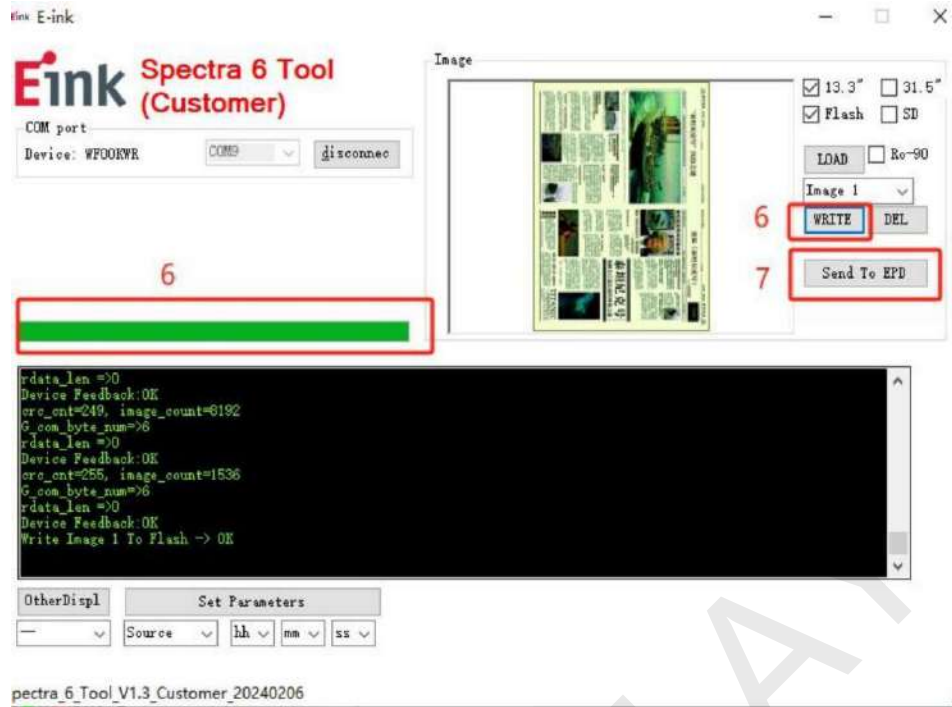 Eink E-ink
Eink
Spectra 6 Tool
(Customer)
COM port
Device: WF00KWR
COM9
disconnec
Image
13.3"
31.5"
Flash
SD
LOAD
Ro-90
Image 1
6
WRITE
DEL
7
Send To EPD
6
rdata_len =>0
Device Feedback:OK
crc_cnt=249, image_count=8192
G_com_byte_num=>6
rdata_len =>0
Device Feedback:OK
crc_cnt=255, image_count=1536
G_com_byte_num=>6
rdata_len =>0
Device Feedback:OK
Write Image 1 To Flash -> OK
OtherDispl
Set Parameters
—
Source
hh
mm
ss
pectra_6_Tool_V1.3_Customer_20240206